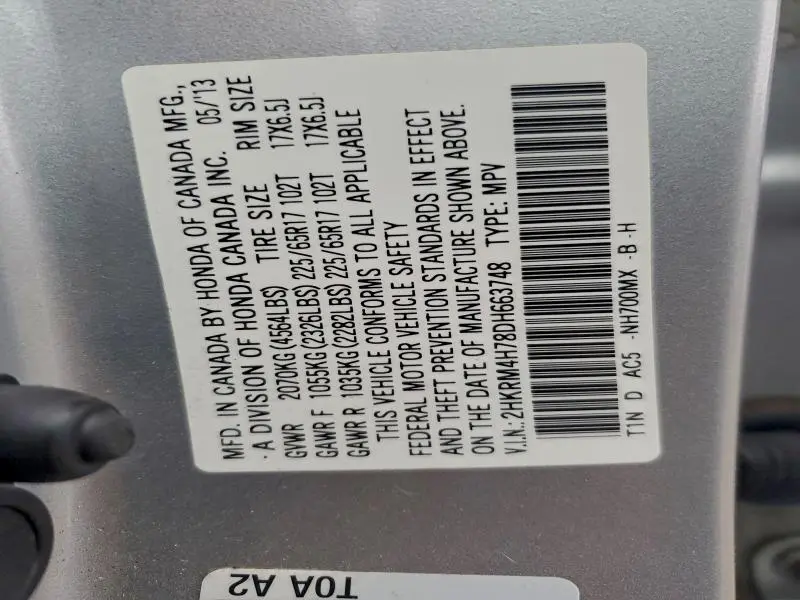 MFD. IN CANADA BY HONDA OF CANADA MFG.,
·A DIVISION OF HONDA CANADA INC. 05/'13
GVWR 2070KG(4564LBS) TIRE SIZE RIM SIZE
GAWR F 1055KG(2326LBS)225/65R17 102T 17X6.5J
GAWR R 1035KG(2282LBS)225/65R17 102T 17X6.5J
THIS VEHICLE CONFORMS TO ALL APPLICABLE
FEDERAL MOTOR VEHICLE SAFETY
AND THEFT PREVENTION STANDARDS IN EFFECT
ON THE DATE OF MANUFACTURE SHOWN ABOVE.
V.I.N.:2HKRM4H78DH663748 TYPE: MPV
T1N D AC5 -NH700MX -B -H
T0A A2